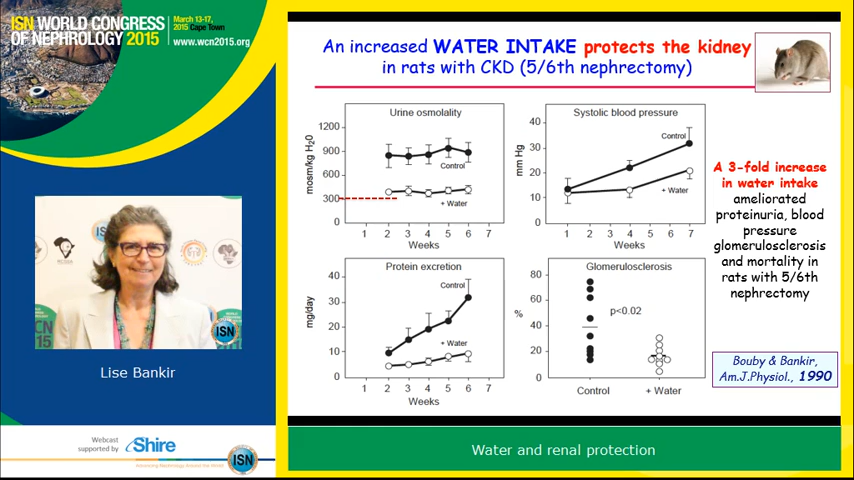 ISN WORLD CONGRESS
OF NEPHROLOGY 2015
March 13-17,
2015 Cape Town
www.wcn2015.org
An increased WATER INTAKE protects the kidney
in rats with CKD (5/6th nephrectomy)
Urine osmolality
mosm/kg H20
1200
900
600
300
0
Control
+ Water
1 2 3 4 5 6 7
Weeks
Systolic blood pressure
mm Hg
40
30
20
10
0
Control
+ Water
1 4 7
Weeks
A 3-fold increase
in water intake
ameliorated
proteinuria, blood
pressure
glomerulosclerosis
and mortality in
rats with 5/6th
nephrectomy
Protein excretion
mg/day
40
30
20
10
0
Control
+ Water
1 2 3 4 5 6 7
Weeks
Glomerulosclerosis
%
80
60
40
20
0
p<0.02
Control + Water
Bouby & Bankir,
Am.J.Physiol., 1990
ISN
Lise Bankir
Webcast
supported by
Shire
ISN
Water and renal protection